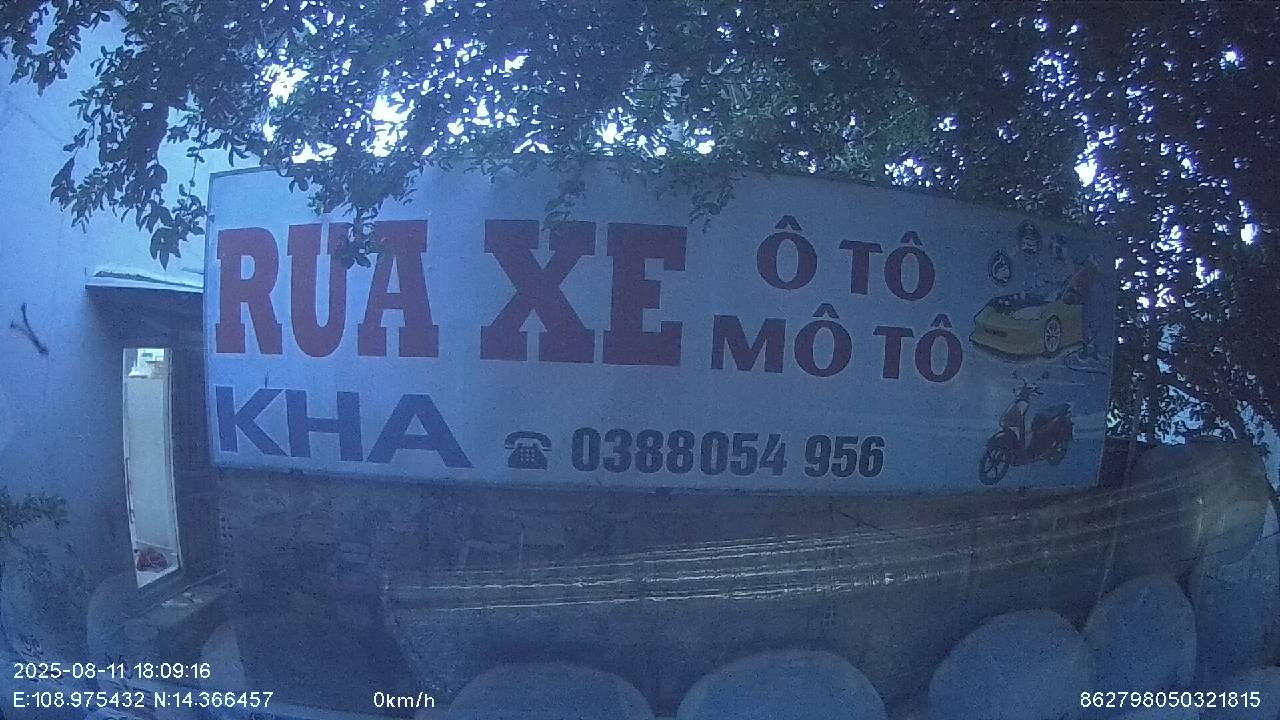 RỬA XE
Ô TÔ
MÔ TÔ
KHA
0388054 956
2025-08-11 18:09:16
E:108.975432 N:14.366457
0km/h
862798050321815